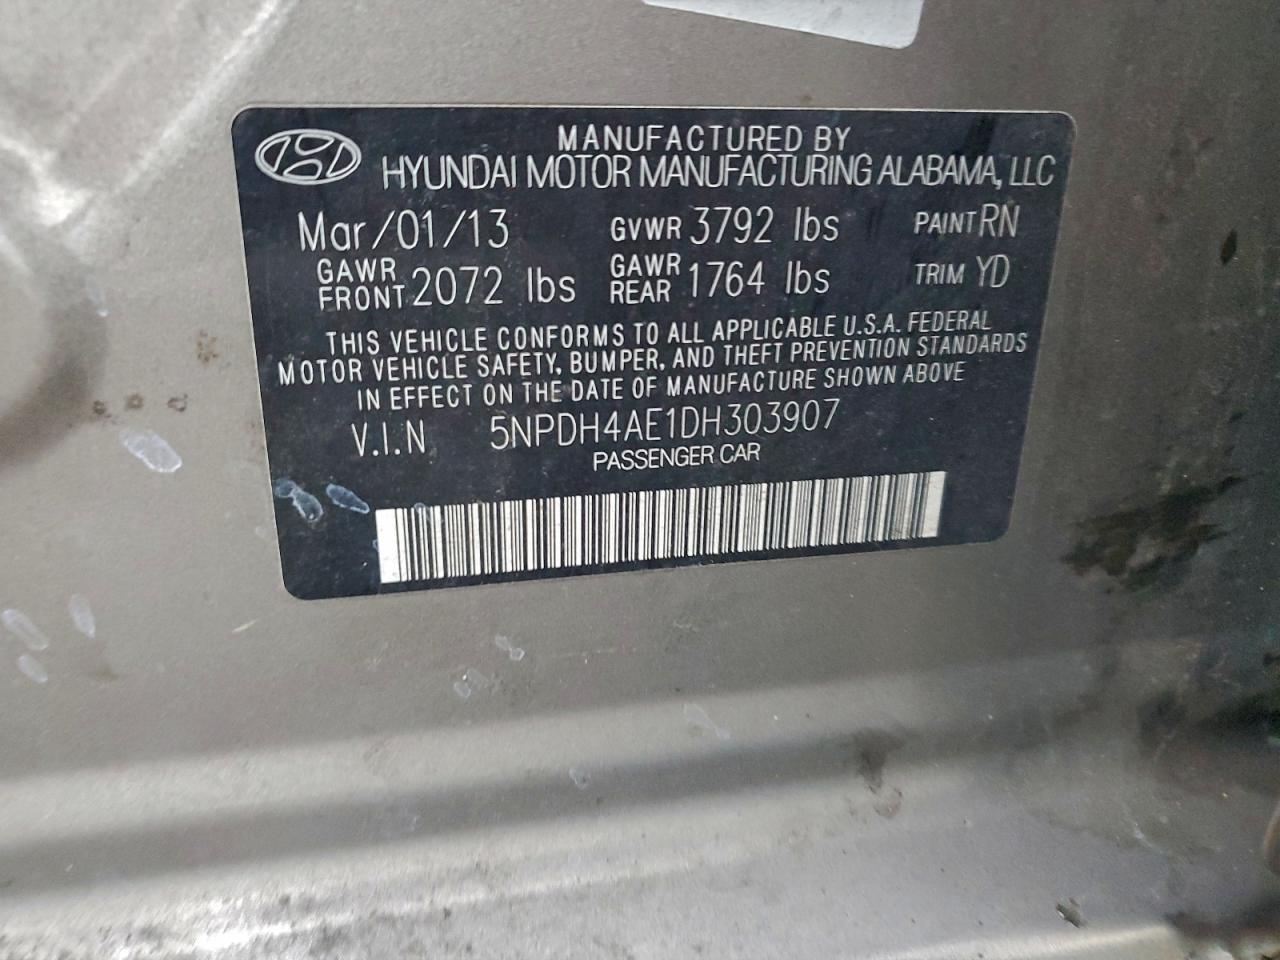 MANUFACTURED BY
HYUNDAI MOTOR MANUFACTURING ALABAMA, LLC
Mar/01/13 GVWR 3792 lbs PAINT RN
GAWR FRONT 2072 lbs GAWR REAR 1764 lbs TRIM YD
THIS VEHICLE CONFORMS TO ALL APPLICABLE U.S.A. FEDERAL
MOTOR VEHICLE SAFETY, BUMPER, AND THEFT PREVENTION STANDARDS
IN EFFECT ON THE DATE OF MANUFACTURE SHOWN ABOVE
V.I.N 5NPDH4AE1DH303907
PASSENGER CAR